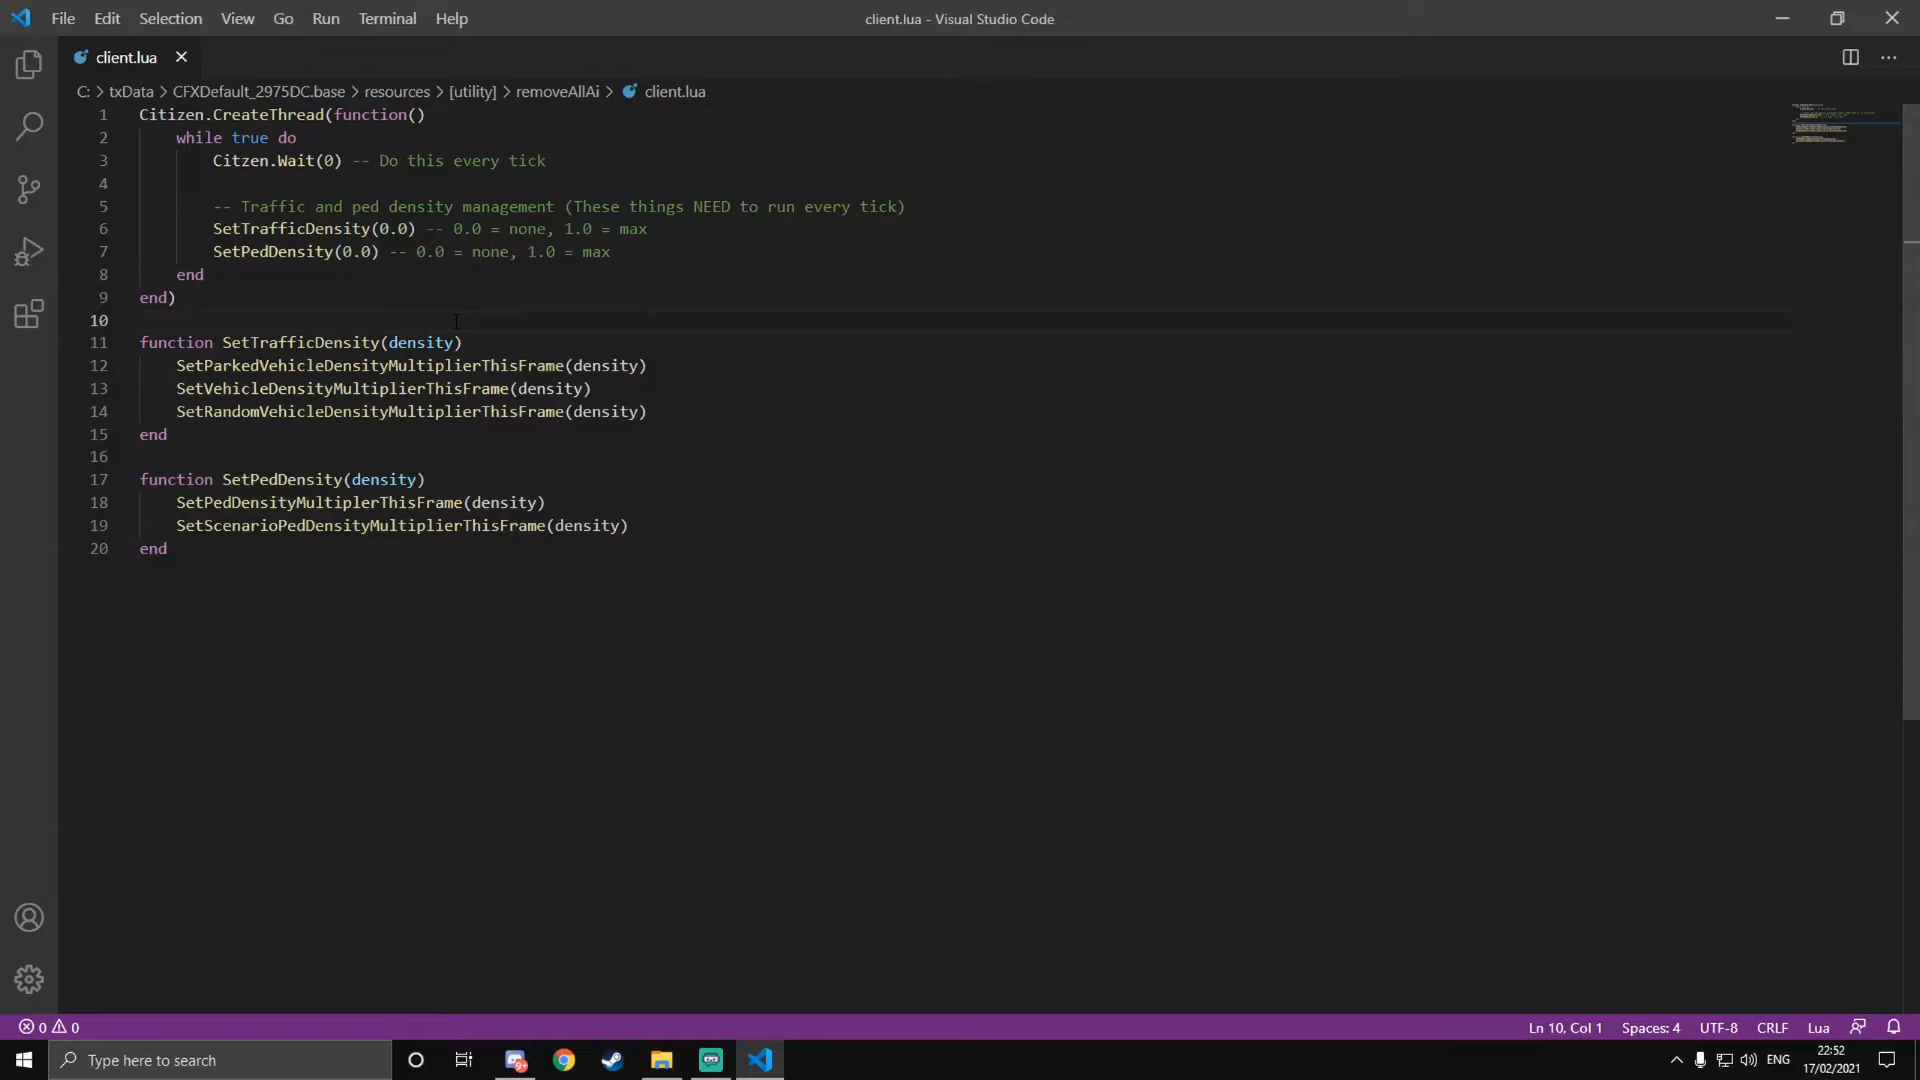 File Edit Selection View Go Run Terminal Help
client.lua - Visual Studio Code
client.lua
C: > txData > CFXDefault_2975DC.base > resources > [utility] > removeAllAi > client.lua
1 Citizen.CreateThread(function()
2 while true do
3 Citzen.Wait(0) -- Do this every tick
4
5 -- Traffic and ped density management (These things NEED to run every tick)
6 SetTrafficDensity(0.0) -- 0.0 = none, 1.0 = max
7 SetPedDensity(0.0) -- 0.0 = none, 1.0 = max
8 end
9 end)
10
11 function SetTrafficDensity(density)
12 SetParkedVehicleDensityMultiplierThisFrame(density)
13 SetVehicleDensityMultiplierThisFrame(density)
14 SetRandomVehicleDensityMultiplierThisFrame(density)
15 end
16
17 function SetPedDensity(density)
18 SetPedDensityMultiplerThisFrame(density)
19 SetScenarioPedDensityMultiplierThisFrame(density)
20 end
0 0
Ln 10, Col 1 Spaces: 4 UTF-8 CRLF Lua
Type here to search
9+
ENG
22:52
17/02/2021